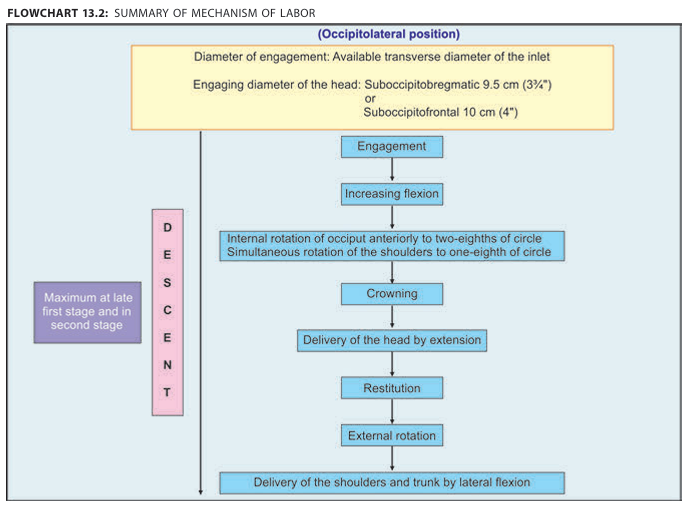 FLOWCHART 13.2: SUMMARY OF MECHANISM OF LABOR
(Occipitolateral position)
Diameter of engagement: Available transverse diameter of the inlet
Engaging diameter of the head: Suboccipitobregmatic 9.5 cm (3¾")
or
Suboccipitofrontal 10 cm (4")
Engagement
Increasing flexion
Internal rotation of occiput anteriorly to two-eighths of circle
Simultaneous rotation of the shoulders to one-eighth of circle
Crowning
Delivery of the head by extension
Restitution
External rotation
Delivery of the shoulders and trunk by lateral flexion
D
E
S
C
E
N
T
Maximum at late
first stage and in
second stage